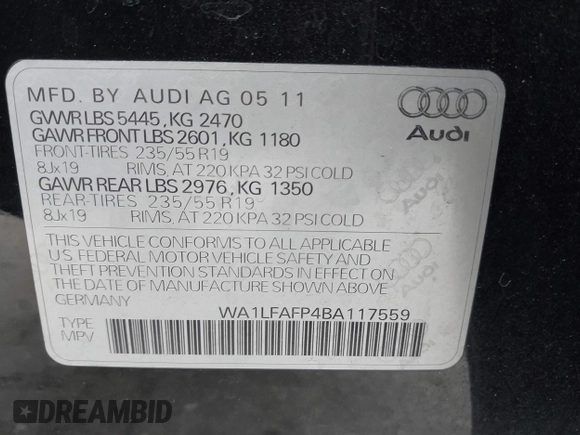 MFD. BY AUDI AG 05 11
GVWR LBS 5445, KG 2470
GAWR FRONT LBS 2601, KG 1180
FRONT-TIRES 235/55 R19
8Jx19 RIMS, AT 220 KPA 32 PSI COLD
GAWR REAR LBS 2976, KG 1350
REAR-TIRES 235/55 R19
8Jx19 RIMS, AT 220 KPA 32 PSI COLD
Audi
Audi
Audi
THIS VEHICLE CONFORMS TO ALL APPLICABLE
U.S. FEDERAL MOTOR VEHICLE SAFETY AND
THEFT PREVENTION STANDARDS IN EFFECT ON
THE DATE OF MANUFACTURE SHOWN ABOVE
GERMANY WA1LFAFP4BA117559
TYPE
MPV
DREAMBID